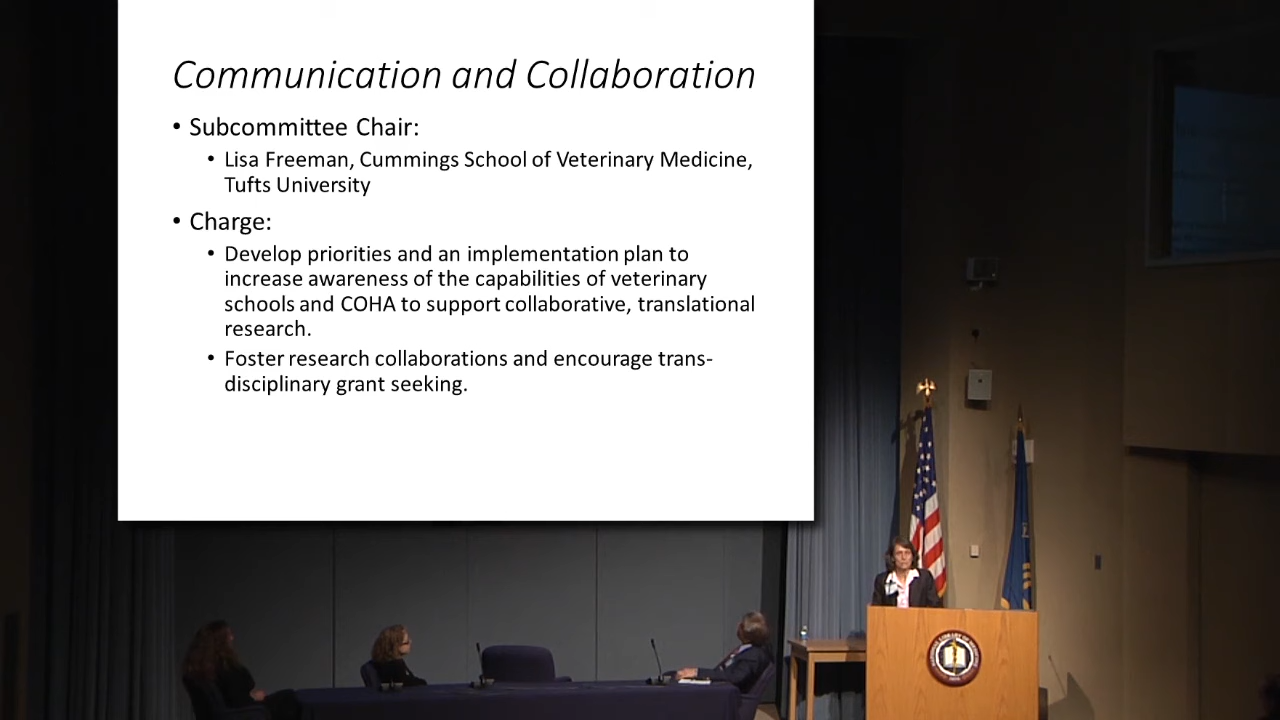 Communication and Collaboration
• Subcommittee Chair:
• Lisa Freeman, Cummings School of Veterinary Medicine,
Tufts University
• Charge:
• Develop priorities and an implementation plan to
increase awareness of the capabilities of veterinary
schools and COHA to support collaborative, translational
research.
• Foster research collaborations and encourage trans-
disciplinary grant seeking.